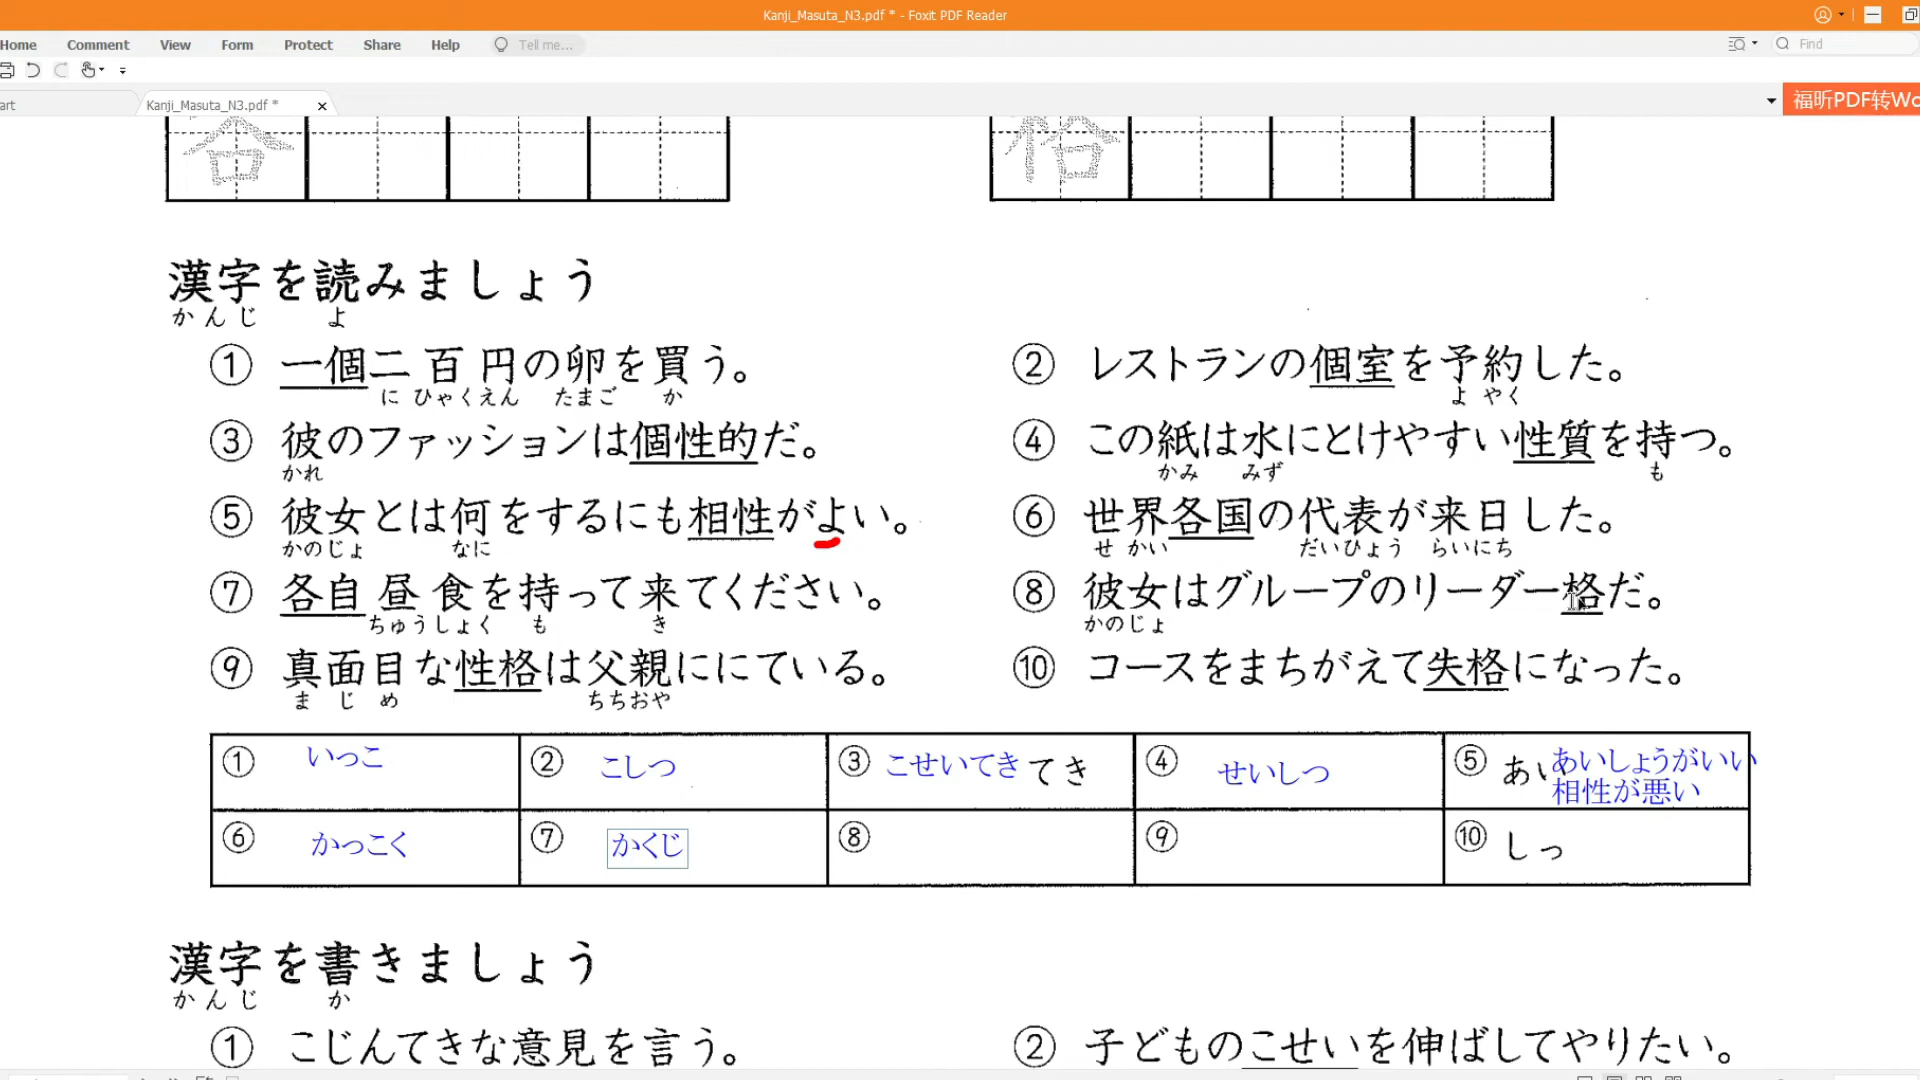 Kanji_Masuta_N3.pdf * - Foxit PDF Reader
Home Comment View Form Protect Share Help Tell me... Find
art Kanji_Masuta_N3.pdf * 福昕PDF转Wo
格
漢字を読みましょう
かんじ よ
① 一個二百円の卵を買う。
に ひゃくえん たまご か
② レストランの個室を予約した。
よ やく
③ 彼のファッションは個性的だ。
かれ
④ この紙は水にとけやすい性質を持つ。
かみ みず も
⑤ 彼女とは何をするにも相性がよい。
かのじょ なに
⑥ 世界各国の代表が来日した。
せ かい だいひょう らいにち
⑦ 各自昼食を持って来てください。
ちゅうしょく も き
⑧ 彼女はグループのリーダー格だ。
かのじょ
⑨ 真面目な性格は父親ににている。
ま じ め ちちおや
⑩ コースをまちがえて失格になった。
① いっこ ② こしつ ③ こせいてき てき ④ せいしつ ⑤ あい あいしょうがいい
相性が悪い
⑥ かっこく ⑦ かくじ ⑧ ⑨ ⑩ しっ
漢字を書きましょう
かんじ か
① こじんてきな意見を言う。
② 子どものこせいを伸ばしてやりたい。